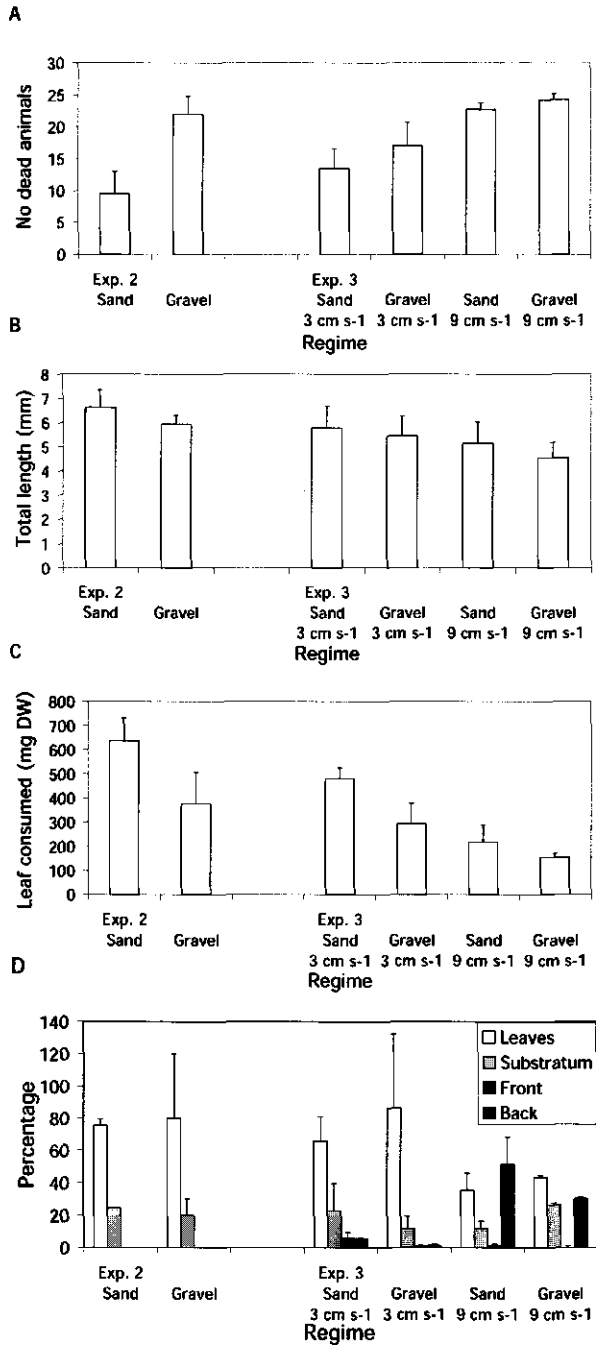 A
No dead animals
30
25
20
15
10
5
0
Exp. 2 Exp. 3
Sand Gravel Sand Gravel Sand Gravel
3 cm s-1 3 cm s-1 9 cm s-1 9 cm s-1
Regime
B
Total length (mm)
8
7
6
5
4
3
2
1
0
Exp. 2 Exp. 3
Sand Gravel Sand Gravel Sand Gravel
3 cm s-1 3 cm s-1 9 cm s-1 9 cm s-1
Regime
C
Leaf consumed (mg DW)
800
700
600
500
400
300
200
100
0
Exp. 2 Exp. 3
Sand Gravel Sand Gravel Sand Gravel
3 cm s-1 3 cm s-1 9 cm s-1 9 cm s-1
Regime
D
Percentage
140
120
100
80
60
40
20
0
Leaves
Substratum
Front
Back
Exp. 2 Exp. 3
Sand Gravel Sand Gravel Sand Gravel
3 cm s-1 3 cm s-1 9 cm s-1 9 cm s-1
Regime